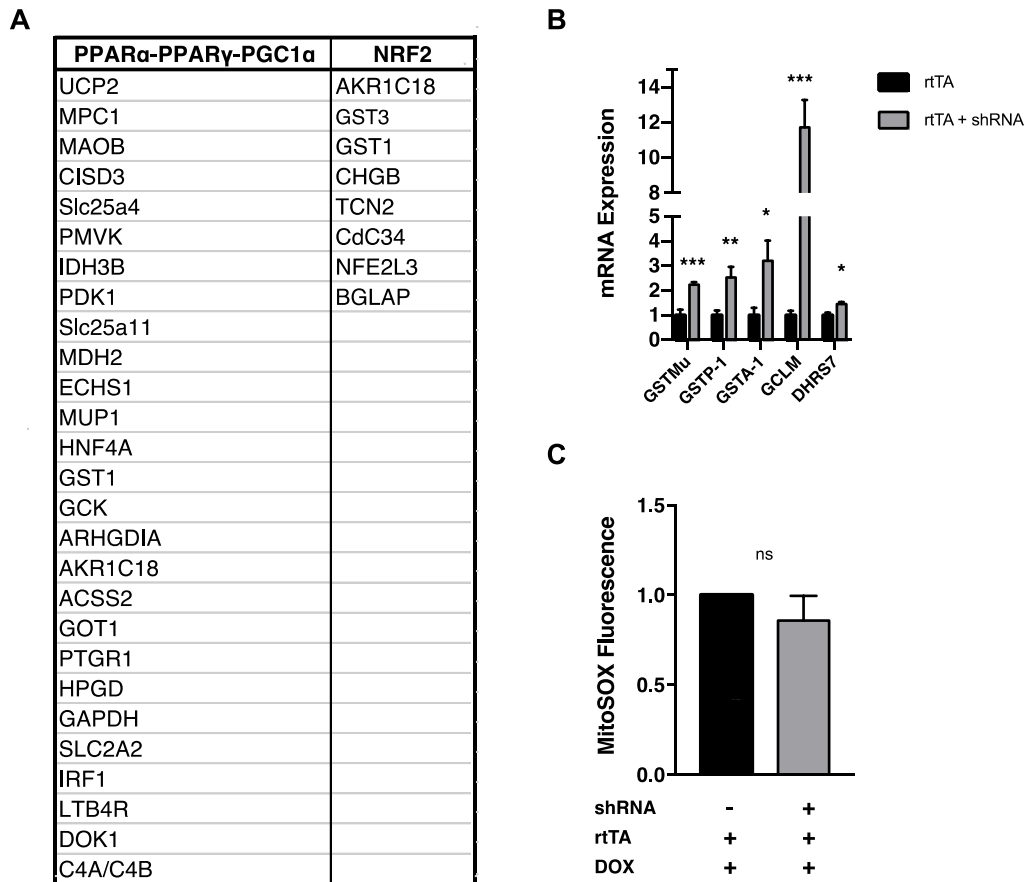 A
PPARα-PPARγ-PGC1α NRF2
UCP2 AKR1C18
MPC1 GST3
MAOB GST1
CISD3 CHGB
Slc25a4 TCN2
PMVK CdC34
IDH3B NFE2L3
PDK1 BGLAP
Slc25a11
MDH2
ECHS1
MUP1
HNF4A
GST1
GCK
ARHGDIA
AKR1C18
ACSS2
GOT1
PTGR1
HPGD
GAPDH
SLC2A2
IRF1
LTB4R
DOK1
C4A/C4B
B
mRNA Expression
14
12
10
8
6
5
4
3
2
1
0
***
**
*
***
*
GSTMu
GSTP-1
GSTA-1
GCLM
DHRS7
rtTA
rtTA + shRNA
C
MitoSOX Fluorescence
1.5
1.0
0.5
0.0
ns
shRNA - +
rtTA + +
DOX + +